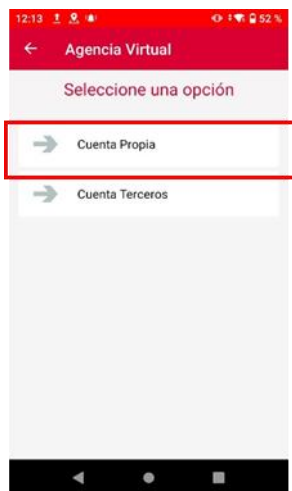 12:13 52 %
Agencia Virtual
Seleccione una opción
Cuenta Propia
Cuenta Terceros